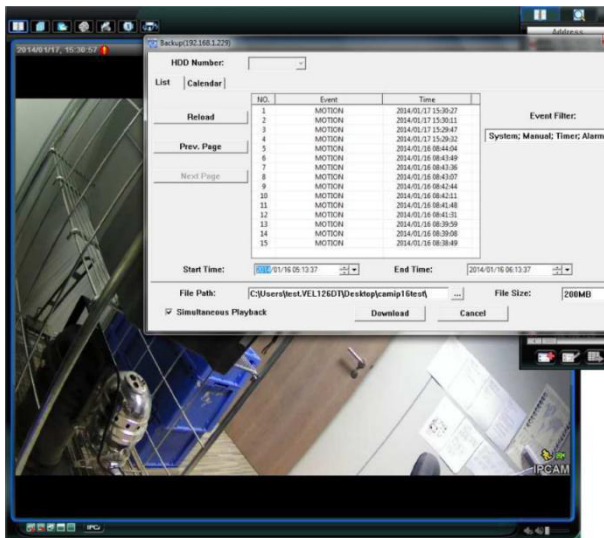 Address
2014/01/17, 15:30:57
Backup(192.168.1.229)
HDD Number:
List Calendar
NO. Event Time
1 MOTION 2014/01/17 15:30:27
2 MOTION 2014/01/17 15:30:11
3 MOTION 2014/01/17 15:29:47
4 MOTION 2014/01/17 15:29:32
5 MOTION 2014/01/16 08:44:04
6 MOTION 2014/01/16 08:43:49
7 MOTION 2014/01/16 08:43:36
8 MOTION 2014/01/16 08:43:07
9 MOTION 2014/01/16 08:42:44
10 MOTION 2014/01/16 08:42:11
11 MOTION 2014/01/16 08:41:48
12 MOTION 2014/01/16 08:41:31
13 MOTION 2014/01/16 08:39:59
14 MOTION 2014/01/16 08:39:08
15 MOTION 2014/01/16 08:38:49
Reload
Prev. Page
Next Page
Event Filter:
System; Manual; Timer; Alarm
Start Time: 2014/01/16 05:13:37 End Time: 2014/01/16 06:13:37
File Path: C:\Users\test.VEL126DT\Desktop\camip16test\ ... File Size: 200MB
Simultaneous Playback Download Cancel
IPCAM